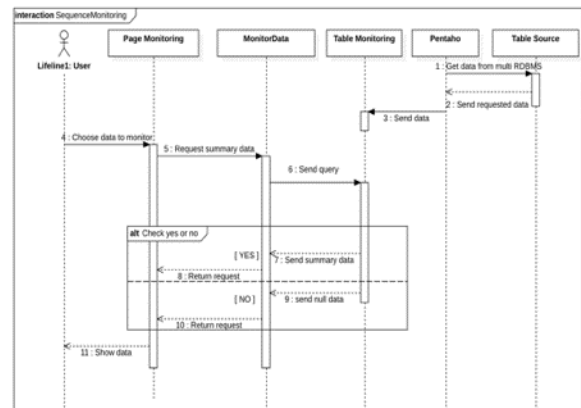 interaction SequenceMonitoring
Lifeline1: User
Page Monitoring
MonitorData
Table Monitoring
Pentaho
Table Source
1 : Get data from multi RDBMS
2 : Send requested data
3 : Send data
4 : Choose data to monitor
5 : Request summary data
6 : Send query
alt Check yes or no
[ YES ]
7 : Send summary data
8 : Return request
[ NO ]
9 : send null data
10 : Return request
11 : Show data